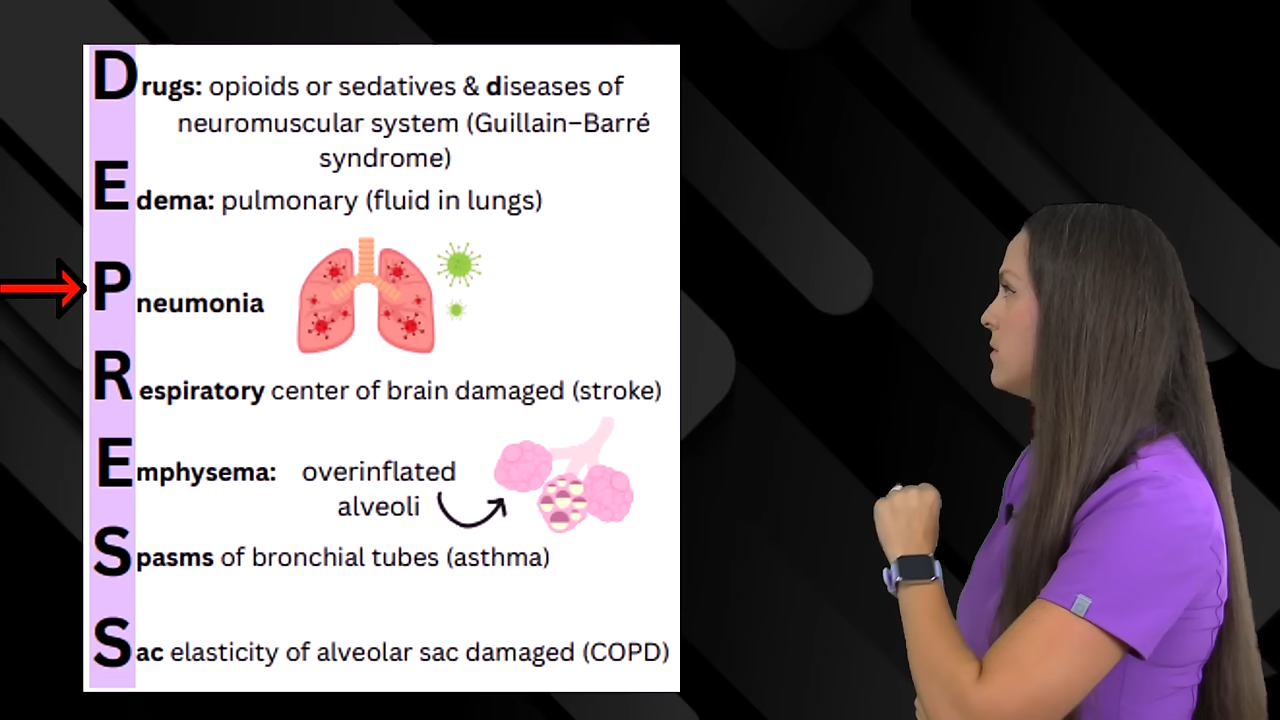 Drugs: opioids or sedatives & diseases of
neuromuscular system (Guillain–Barré
syndrome)
Edema: pulmonary (fluid in lungs)
Pneumonia
Respiratory center of brain damaged (stroke)
Emphysema: overinflated
alveoli
Spasms of bronchial tubes (asthma)
Sac elasticity of alveolar sac damaged (COPD)